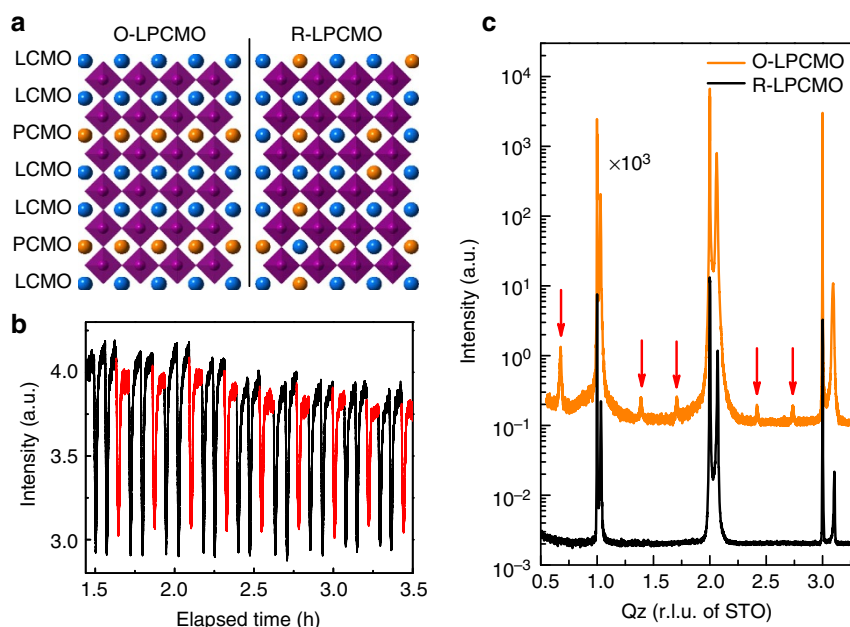 a
O-LPCMO
R-LPCMO
LCMO
LCMO
PCMO
LCMO
LCMO
PCMO
LCMO
b
4.0
3.5
3.0
Intensity (a.u.)
1.5 2.0 2.5 3.0 3.5
Elapsed time (h)
c
O-LPCMO
R-LPCMO
×10³
10⁴
10³
10²
10¹
10⁰
10⁻¹
10⁻²
10⁻³
Intensity (a.u.)
0.5 1.0 1.5 2.0 2.5 3.0
Qz (r.l.u. of STO)